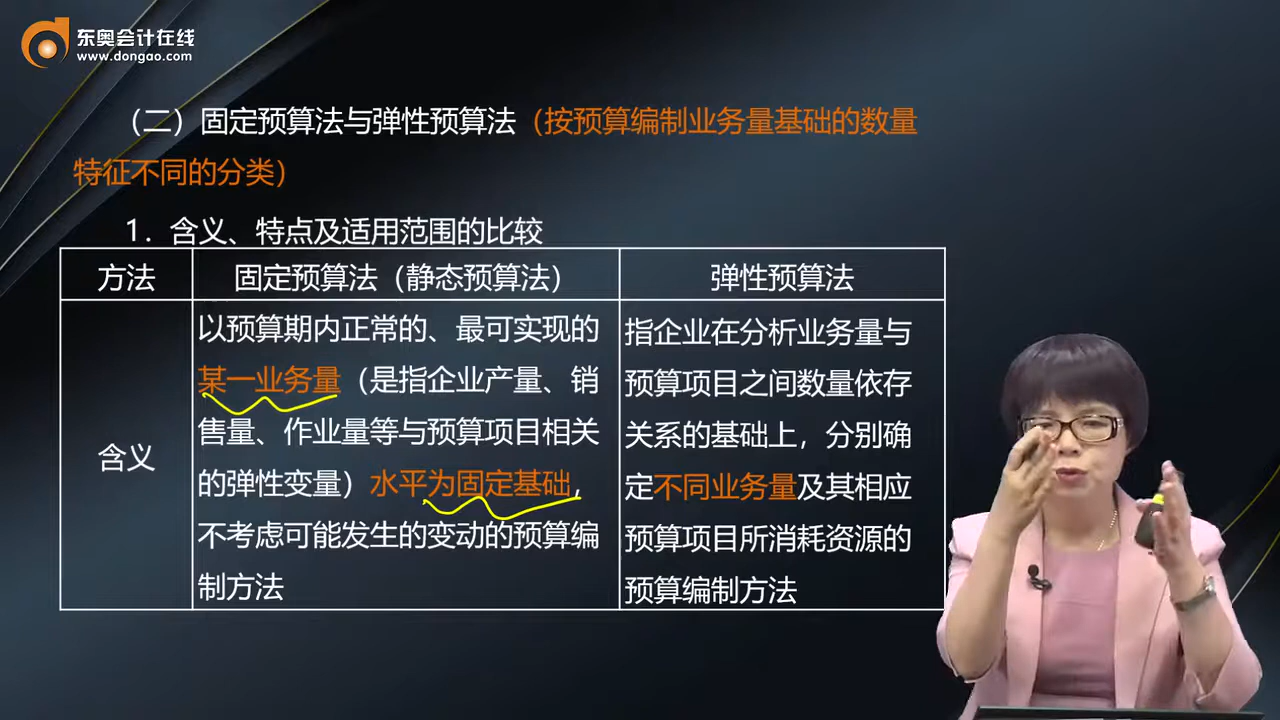 东奥会计在线
www.dongao.com
（二）固定预算法与弹性预算法（按预算编制业务量基础的数量
特征不同的分类）
1．含义、特点及适用范围的比较
方法
固定预算法（静态预算法）
弹性预算法
含义
以预算期内正常的、最可实现的
某一业务量（是指企业产量、销
售量、作业量等与预算项目相关
的弹性变量）水平为固定基础，
不考虑可能发生的变动的预算编
制方法
指企业在分析业务量与
预算项目之间数量依存
关系的基础上，分别确
定不同业务量及其相应
预算项目所消耗资源的
预算编制方法